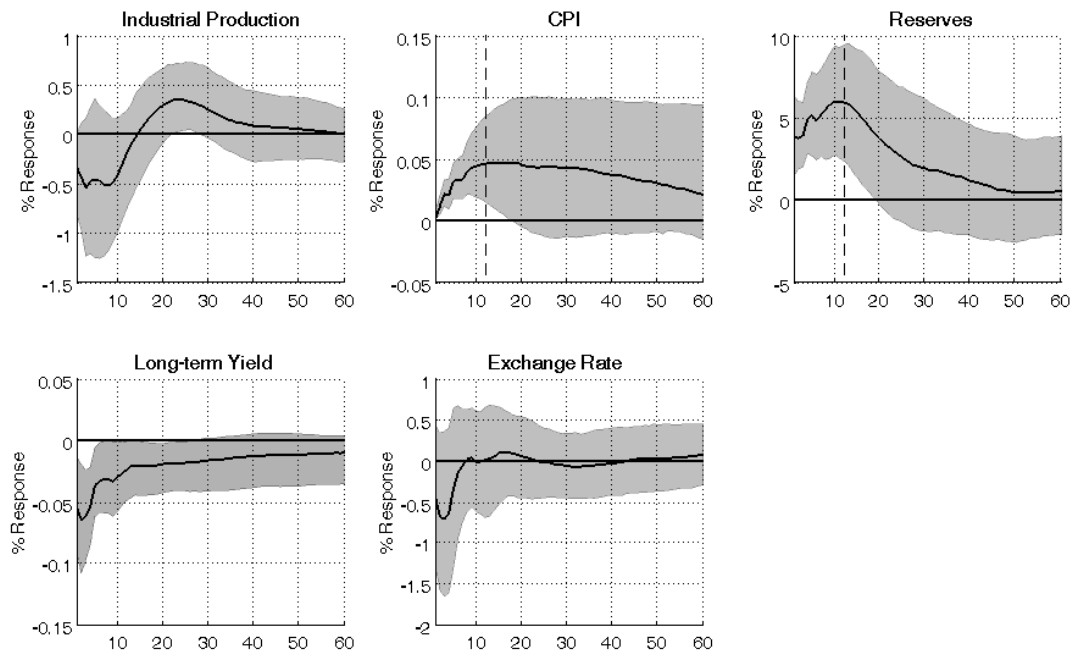 Industrial Production
% Response
1
0.5
0
-0.5
-1
-1.5
10 20 30 40 50 60
CPI
% Response
0.15
0.1
0.05
0
-0.05
10 20 30 40 50 60
Reserves
% Response
10
5
0
-5
10 20 30 40 50 60
Long-term Yield
% Response
0.05
0
-0.05
-0.1
-0.15
10 20 30 40 50 60
Exchange Rate
% Response
1
0.5
0
-0.5
-1
-1.5
-2
10 20 30 40 50 60